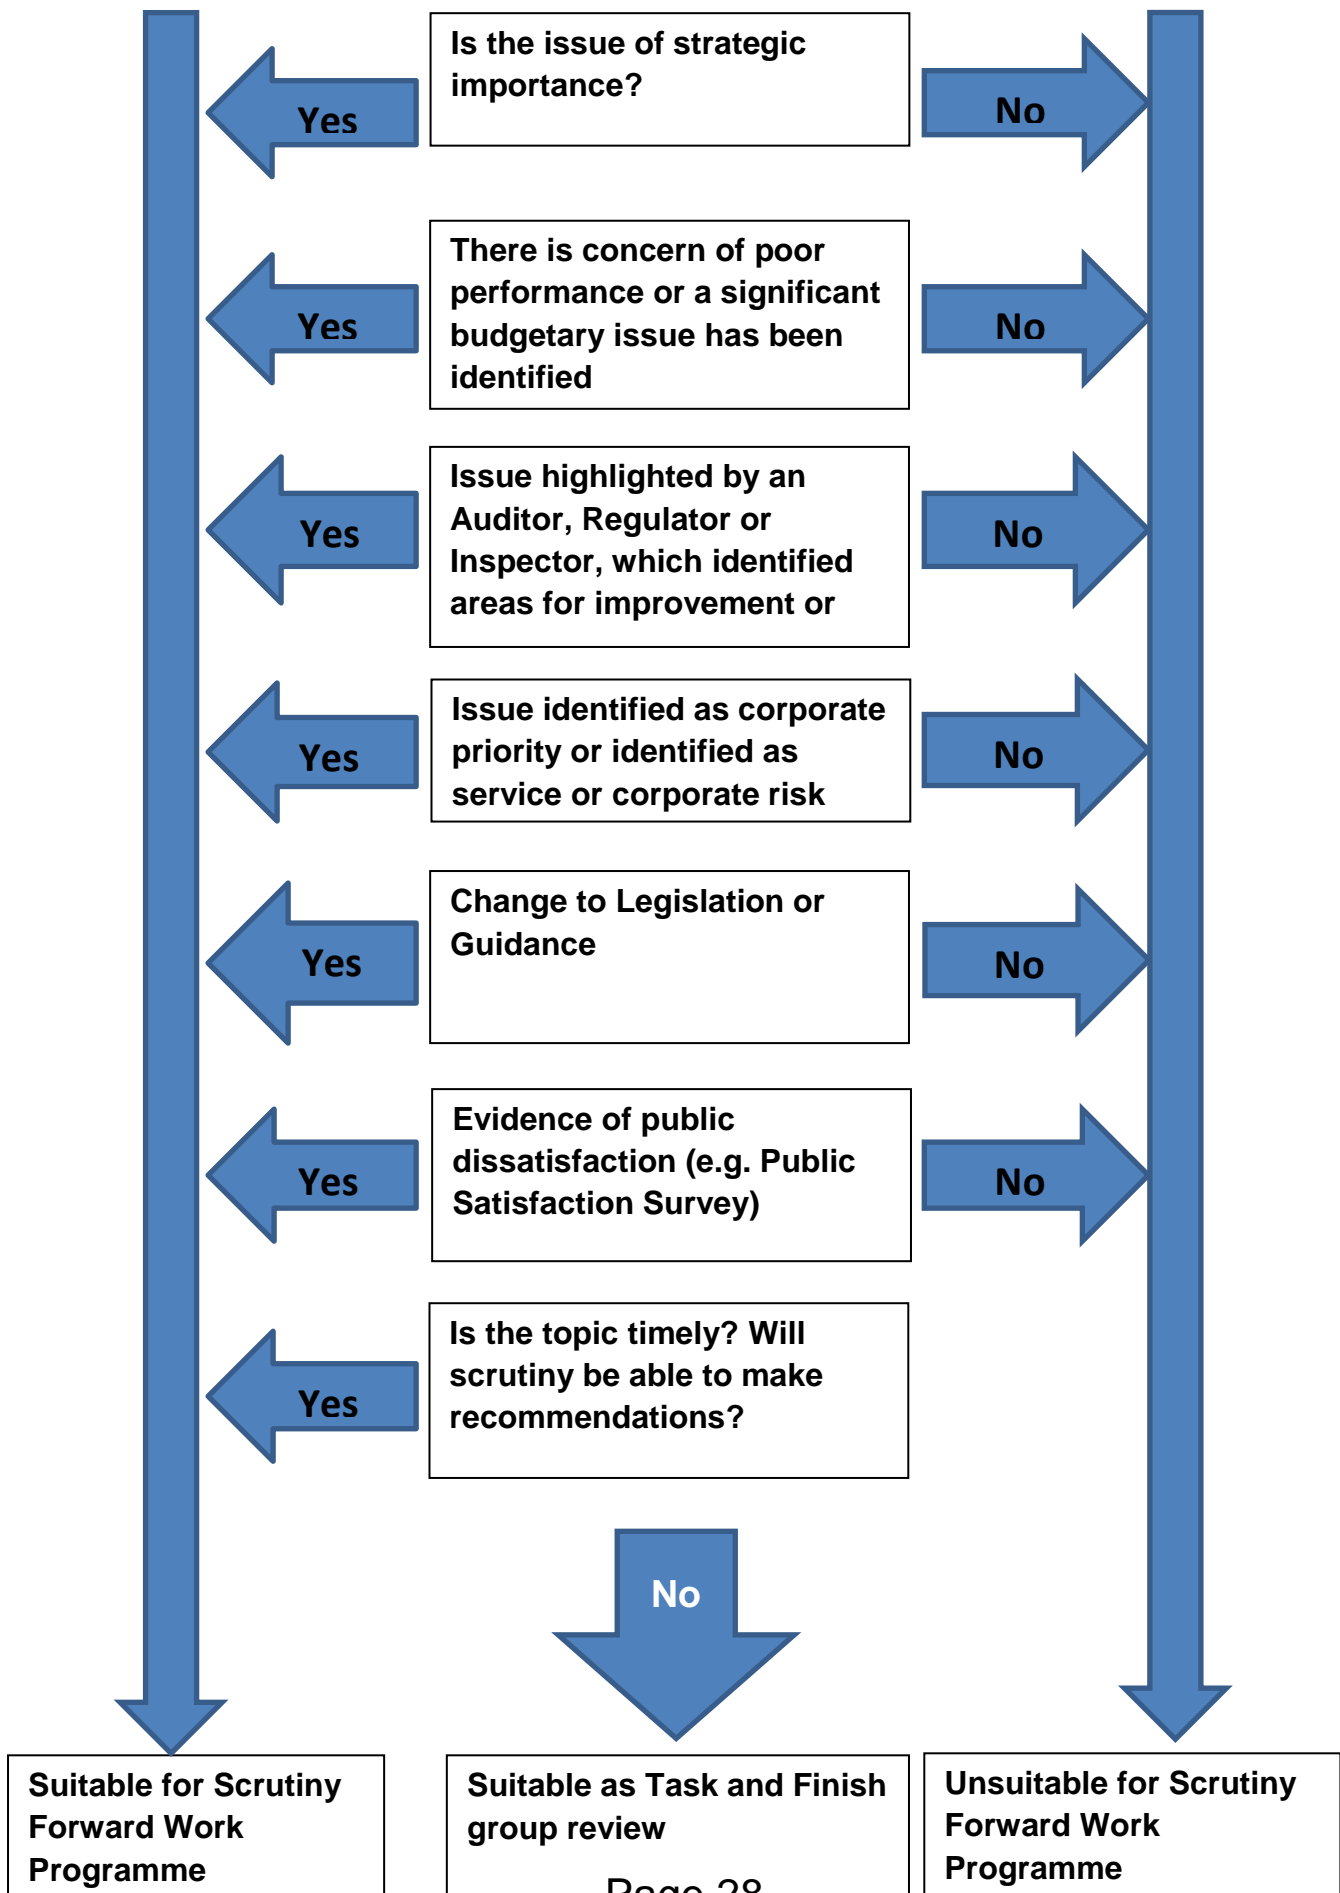 Is the issue of strategic
importance?
Yes
No
There is concern of poor
performance or a significant
budgetary issue has been
identified
Yes
No
Issue highlighted by an
Auditor, Regulator or
Inspector, which identified
areas for improvement or
Yes
No
Issue identified as corporate
priority or identified as
service or corporate risk
Yes
No
Change to Legislation or
Guidance
Yes
No
Evidence of public
dissatisfaction (e.g. Public
Satisfaction Survey)
Yes
No
Is the topic timely? Will
scrutiny be able to make
recommendations?
Yes
No
Suitable for Scrutiny
Forward Work
Programme
Suitable as Task and Finish
group review
Unsuitable for Scrutiny
Forward Work
Programme
Page 28